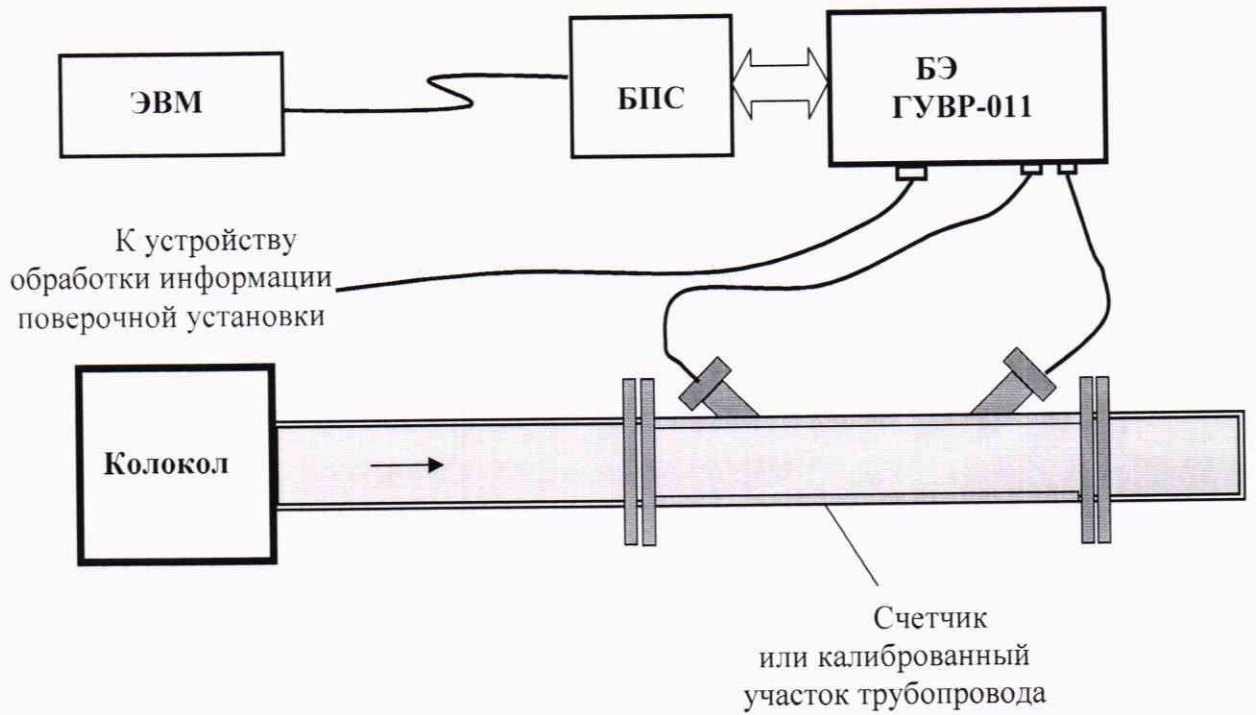 ЭВМ
БПС
БЭ
ГУВР-011
К устройству
обработки информации
поверочной установки
Колокол
Счетчик
или калиброванный
участок трубопровода